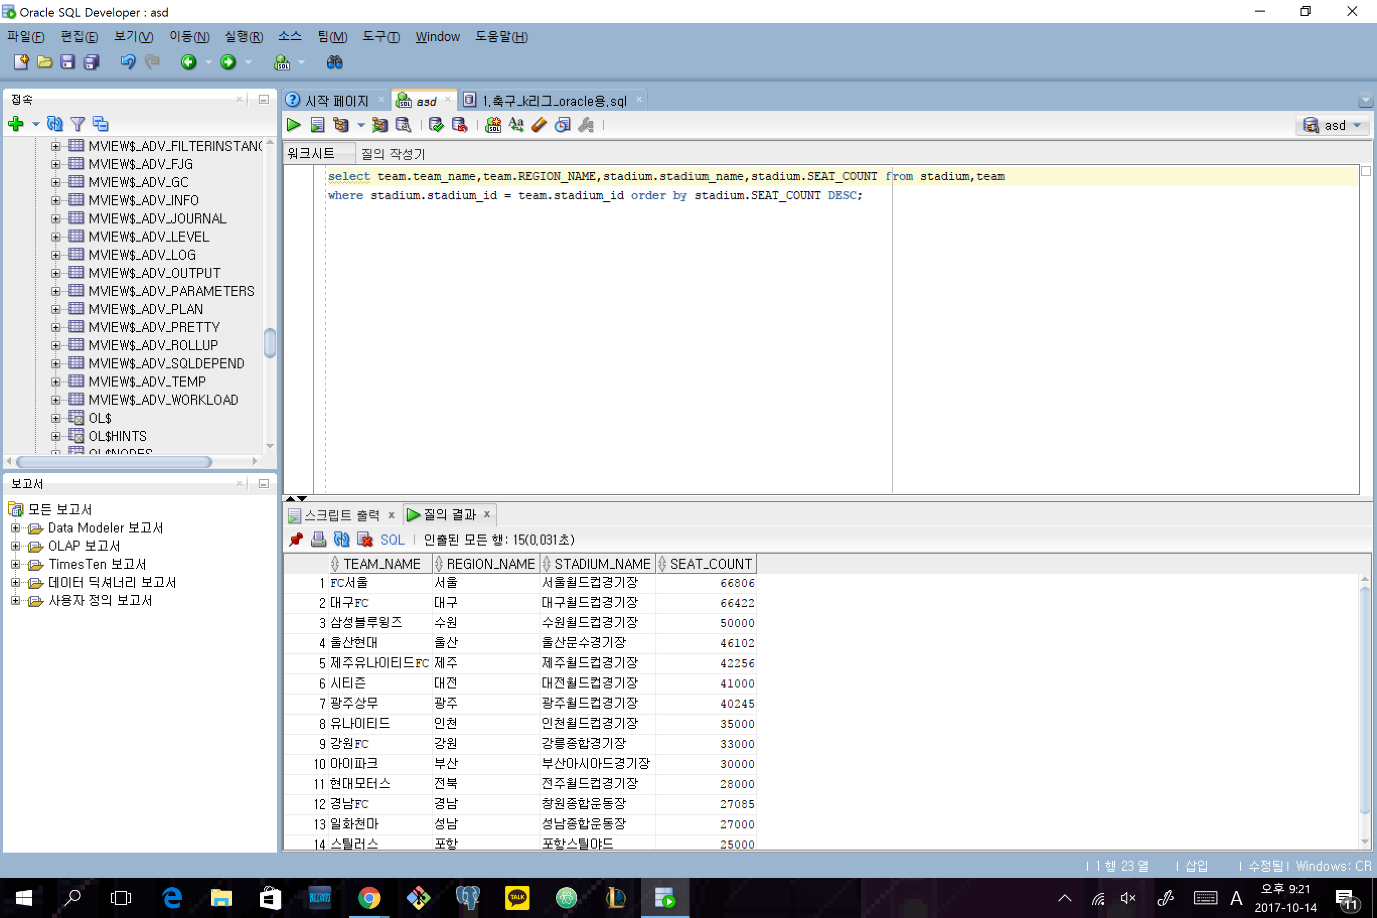 Oracle SQL Developer : asd
파일(F) 편집(E) 보기(V) 이동(N) 실행(R) 소스 팀(M) 도구(T) Window 도움말(H)
접속
MVIEW$_ADV_FILTERINSTANC
MVIEW$_ADV_FJG
MVIEW$_ADV_GC
MVIEW$_ADV_INFO
MVIEW$_ADV_JOURNAL
MVIEW$_ADV_LEVEL
MVIEW$_ADV_LOG
MVIEW$_ADV_OUTPUT
MVIEW$_ADV_PARAMETERS
MVIEW$_ADV_PLAN
MVIEW$_ADV_PRETTY
MVIEW$_ADV_ROLLUP
MVIEW$_ADV_SQLDEPEND
MVIEW$_ADV_TEMP
MVIEW$_ADV_WORKLOAD
OL$
OL$HINTS
OL$NODES
보고서
모든 보고서
Data Modeler 보고서
OLAP 보고서
TimesTen 보고서
데이터 딕셔너리 보고서
사용자 정의 보고서
시작 페이지 asd 1.축구_k리그_oracle용.sql
asd
워크시트 질의 작성기
select team.team_name,team.REGION_NAME,stadium.stadium_name,stadium.SEAT_COUNT from stadium,team
where stadium.stadium_id = team.stadium_id order by stadium.SEAT_COUNT DESC;
스크립트 출력 질의 결과
SQL 인출된 모든 행: 15(0,031초)
TEAM_NAME REGION_NAME STADIUM_NAME SEAT_COUNT
1 FC서울 서울 서울월드컵경기장 66806
2 대구FC 대구 대구월드컵경기장 66422
3 삼성블루윙즈 수원 수원월드컵경기장 50000
4 울산현대 울산 울산문수경기장 46102
5 제주유나이티드FC 제주 제주월드컵경기장 42256
6 시티즌 대전 대전월드컵경기장 41000
7 광주상무 광주 광주월드컵경기장 40245
8 유나이티드 인천 인천월드컵경기장 35000
9 강원FC 강원 강릉종합경기장 33000
10 아이파크 부산 부산아시아드경기장 30000
11 현대모터스 전북 전주월드컵경기장 28000
12 경남FC 경남 창원종합운동장 27085
13 일화천마 성남 성남종합운동장 27000
14 스틸러스 포항 포항스틸야드 25000
1 행 23 열 삽입 수정됨 Windows: CR
BLIZZARD
TALK
A
오후 9:21
2017-10-14
11